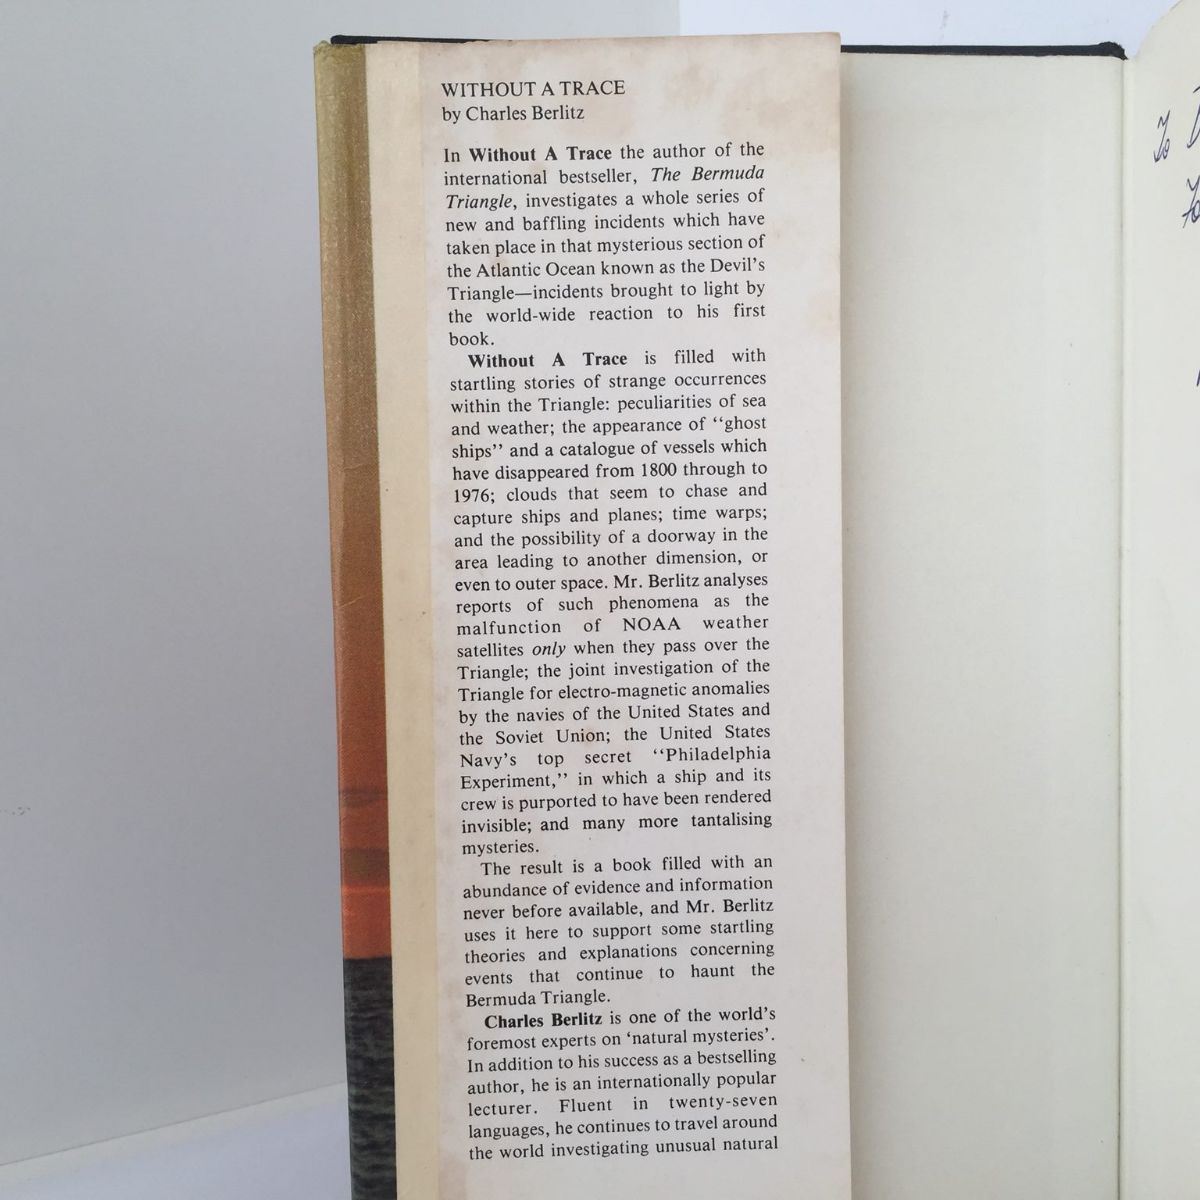 WITHOUT A TRACE
by Charles Berlitz
In Without A Trace the author of the
international bestseller, The Bermuda
Triangle, investigates a whole series of
new and baffling incidents which have
taken place in that mysterious section of
the Atlantic Ocean known as the Devil's
Triangle—incidents brought to light by
the world-wide reaction to his first
book.
Without A Trace is filled with
startling stories of strange occurrences
within the Triangle: peculiarities of sea
and weather; the appearance of ‘‘ghost
ships’’ and a catalogue of vessels which
have disappeared from 1800 through to
1976; clouds that seem to chase and
capture ships and planes; time warps;
and the possibility of a doorway in the
area leading to another dimension, or
even to outer space. Mr. Berlitz analyses
reports of such phenomena as the
malfunction of NOAA weather
satellites only when they pass over the
Triangle; the joint investigation of the
Triangle for electro-magnetic anomalies
by the navies of the United States and
the Soviet Union; the United States
Navy's top secret ‘‘Philadelphia
Experiment,’’ in which a ship and its
crew is purported to have been rendered
invisible; and many more tantalising
mysteries.
The result is a book filled with an
abundance of evidence and information
never before available, and Mr. Berlitz
uses it here to support some startling
theories and explanations concerning
events that continue to haunt the
Bermuda Triangle.
Charles Berlitz is one of the world's
foremost experts on ‘natural mysteries’.
In addition to his success as a bestselling
author, he is an internationally popular
lecturer. Fluent in twenty-seven
languages, he continues to travel around
the world investigating unusual natural
To